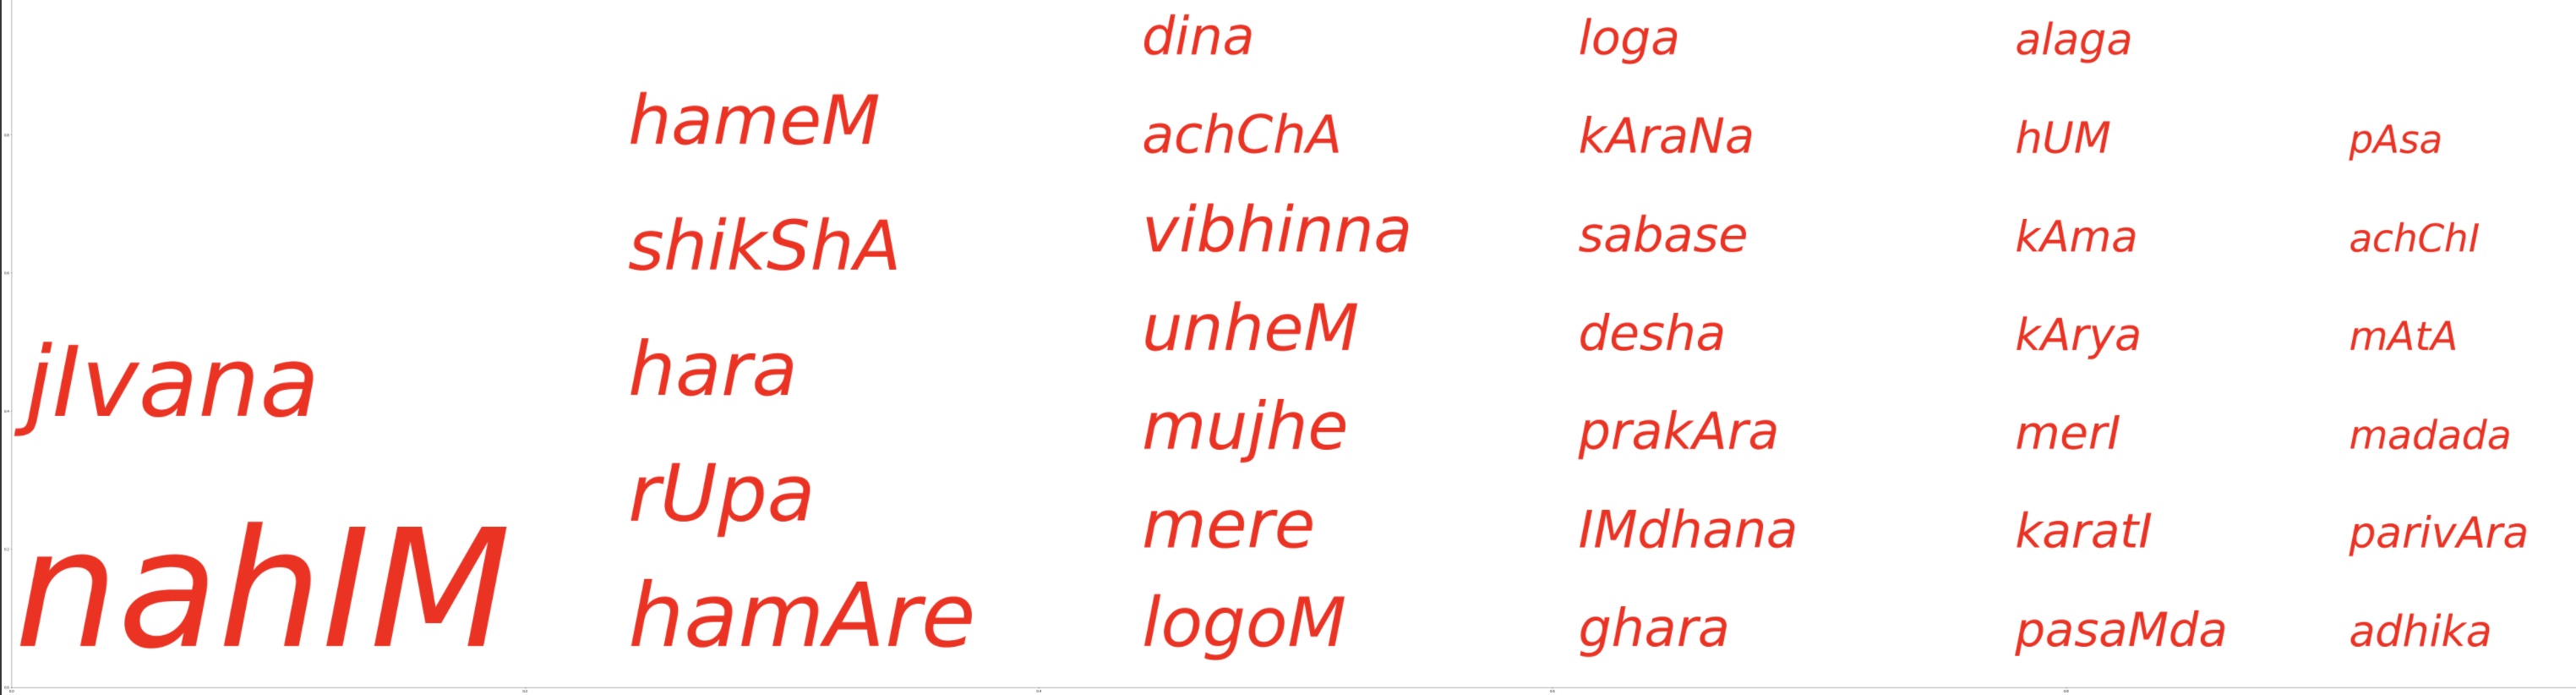 dina loga alaga
hameM achChA kAraNa hUM pAsa
shikShA vibhinna sabase kAma achChI
jIvana hara unheM desha kArya mAtA
mujhe prakAra merI madada
rUpa mere IMdhana karatI parivAra
nahIM hamAre logoM ghara pasaMda adhika